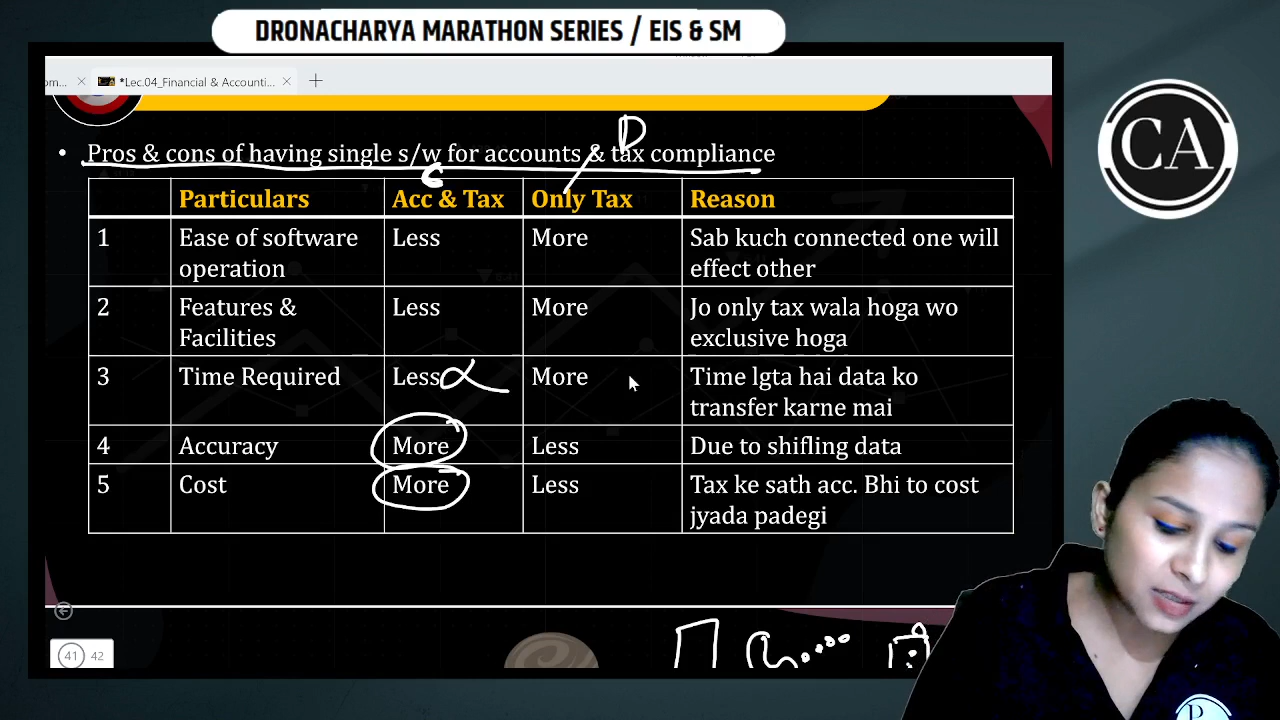 DRONACHARYA MARATHON SERIES / EIS & SM
om...
*Lec.04_Financial & Accounti...
• Pros & cons of having single s/w for accounts & tax compliance
D
C
Particulars Acc & Tax Only Tax Reason
1 Ease of software Less More Sab kuch connected one will
operation effect other
2 Features & Less More Jo only tax wala hoga wo
Facilities exclusive hoga
3 Time Required Less More Time lgta hai data ko
transfer karne mai
4 Accuracy More Less Due to shifling data
5 Cost More Less Tax ke sath acc. Bhi to cost
jyada padegi
41 42
CA